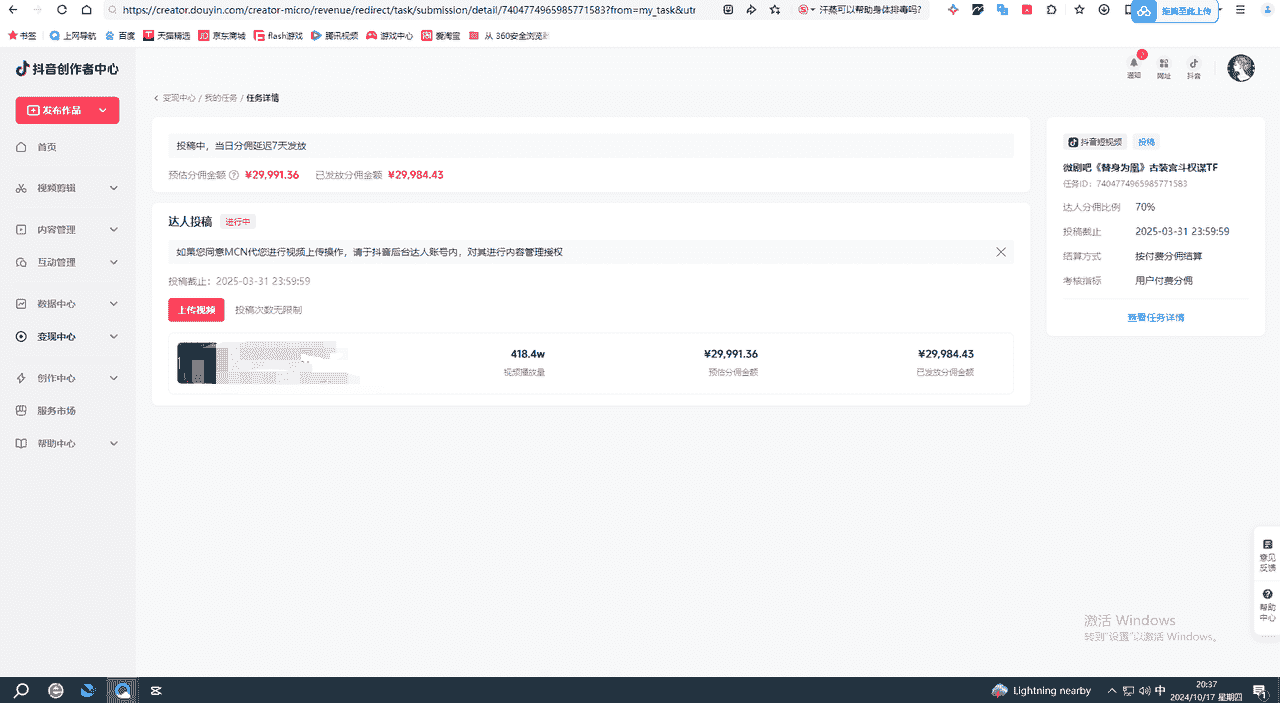 https://creator.douyin.com/creator-micro/revenue/redirect/task/submission/detail/7404774965985771583?from=my_task&utr
汗蒸可以帮助身体排毒吗?
拖拽至此上传
书签 上网导航 百度 天猫精选 京东商城 flash游戏 腾讯视频 游戏中心 爱淘宝 从 360安全浏览
抖音创作者中心
通知 网址 抖音
发布作品
首页
视频剪辑
内容管理
互动管理
数据中心
变现中心
创作中心
服务市场
帮助中心
变现中心 / 我的任务 / 任务详情
投稿中，当日分佣延迟7天发放
预估分佣金额 ? ¥29,991.36 已发放分佣金额 ¥29,984.43
达人投稿 进行中
如果您同意MCN代您进行视频上传操作，请于抖音后台达人账号内，对其进行内容管理授权
投稿截止：2025-03-31 23:59:59
上传视频 投稿次数无限制
418.4w ¥29,991.36 ¥29,984.43
视频播放量 预估分佣金额 已发放分佣金额
抖音短视频 投稿
微剧吧《替身为凰》古装宫斗权谋TF
任务ID：7404774965985771583
达人分佣比例 70%
投稿截止 2025-03-31 23:59:59
结算方式 按付费分佣结算
考核指标 用户付费分佣
查看任务详情
意见
反馈
帮助
中心
激活 Windows
转到"设置"以激活 Windows。
Lightning nearby
中
20:37
2024/10/17 星期四
1